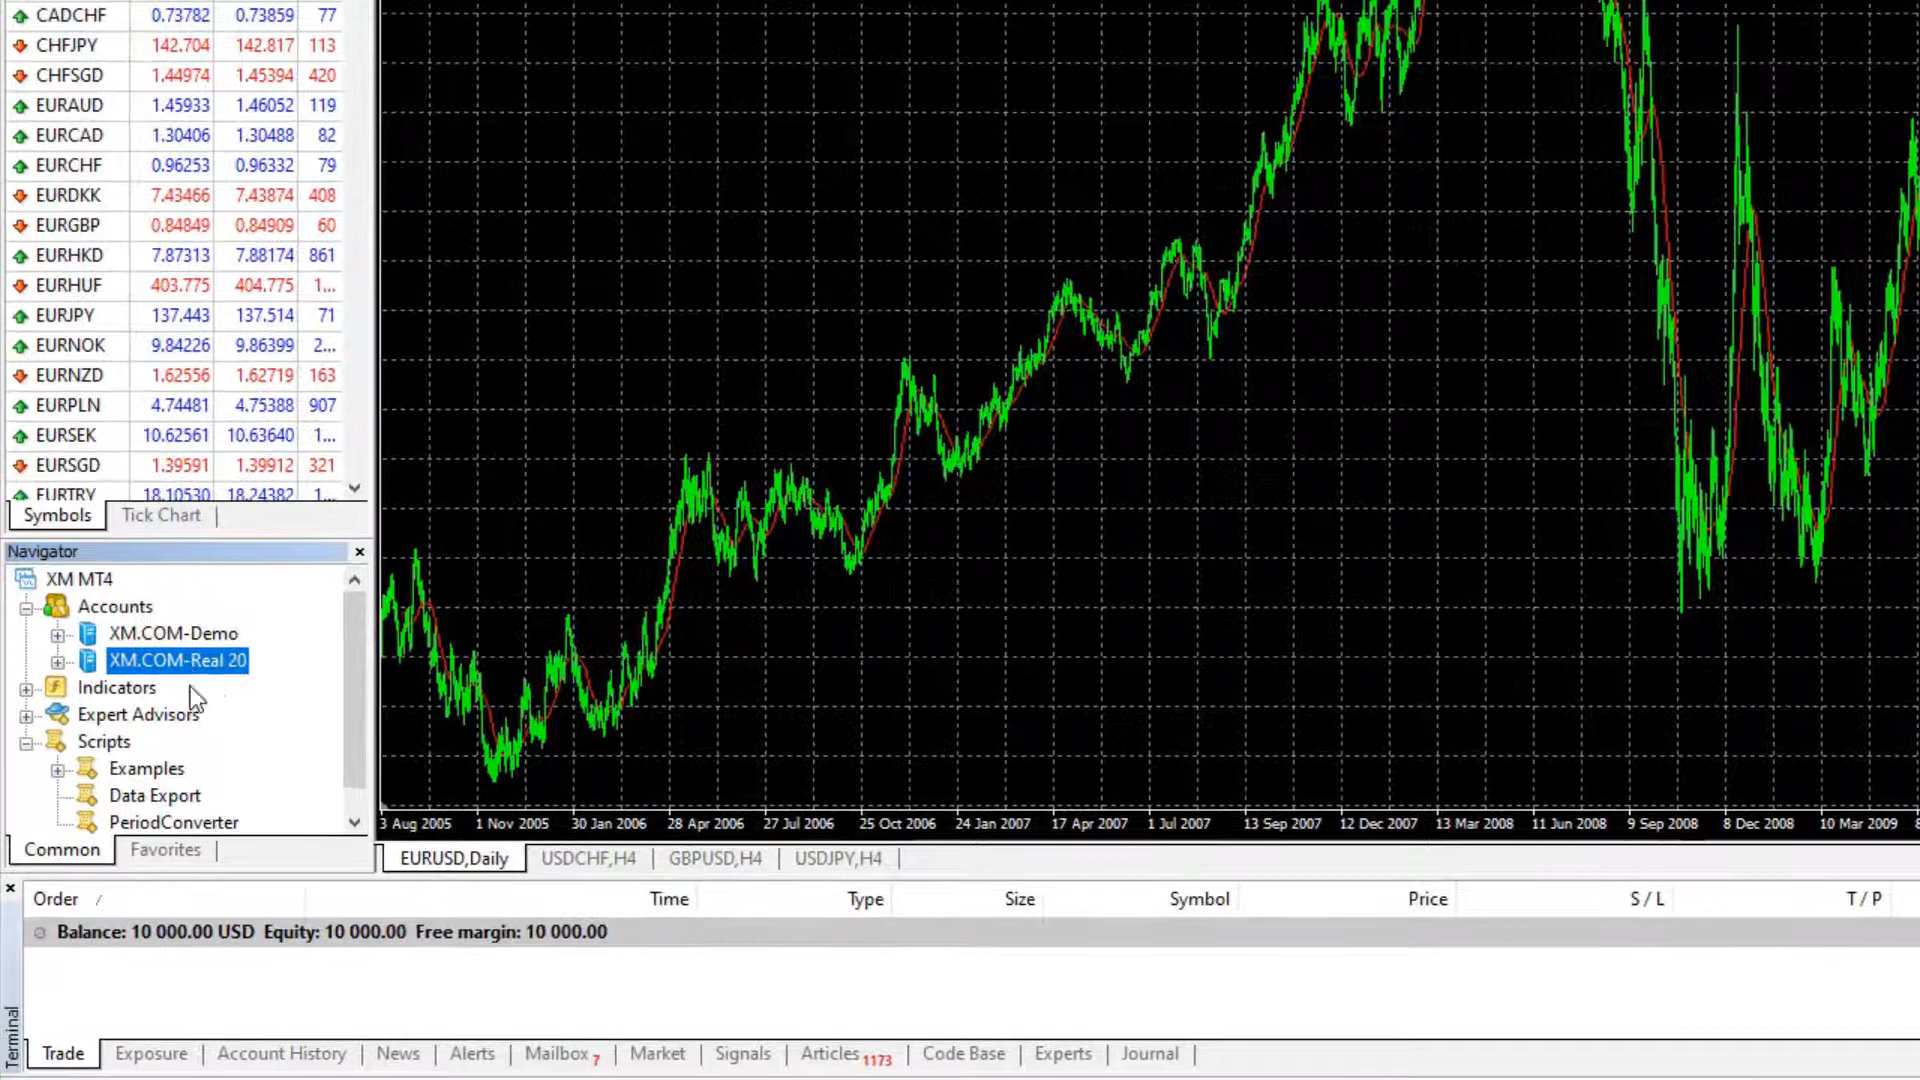 CADCHF 0.73782 0.73859 77
CHFJPY 142.704 142.817 113
CHFSGD 1.44974 1.45394 420
EURAUD 1.45933 1.46052 119
EURCAD 1.30406 1.30488 82
EURCHF 0.96253 0.96332 79
EURDKK 7.43466 7.43874 408
EURGBP 0.84849 0.84909 60
EURHKD 7.87313 7.88174 861
EURHUF 403.775 404.775 1...
EURJPY 137.443 137.514 71
EURNOK 9.84226 9.86399 2...
EURNZD 1.62556 1.62719 163
EURPLN 4.74481 4.75388 907
EURSEK 10.62561 10.63640 1...
EURSGD 1.39591 1.39912 321
EURTRY 18.10530 18.24382 1...
Symbols Tick Chart
Navigator
XM MT4
Accounts
XM.COM-Demo
XM.COM-Real 20
Indicators
Expert Advisors
Scripts
Examples
Data Export
PeriodConverter
Common Favorites
3 Aug 2005 1 Nov 2005 30 Jan 2006 28 Apr 2006 27 Jul 2006 25 Oct 2006 24 Jan 2007 17 Apr 2007 1 Jul 2007 13 Sep 2007 12 Dec 2007 13 Mar 2008 11 Jun 2008 9 Sep 2008 8 Dec 2008 10 Mar 2009
EURUSD,Daily USDCHF,H4 GBPUSD,H4 USDJPY,H4
Order / Time Type Size Symbol Price S / L T / P
Balance: 10 000.00 USD Equity: 10 000.00 Free margin: 10 000.00
Terminal
Trade Exposure Account History News Alerts Mailbox 7 Market Signals Articles 1173 Code Base Experts Journal